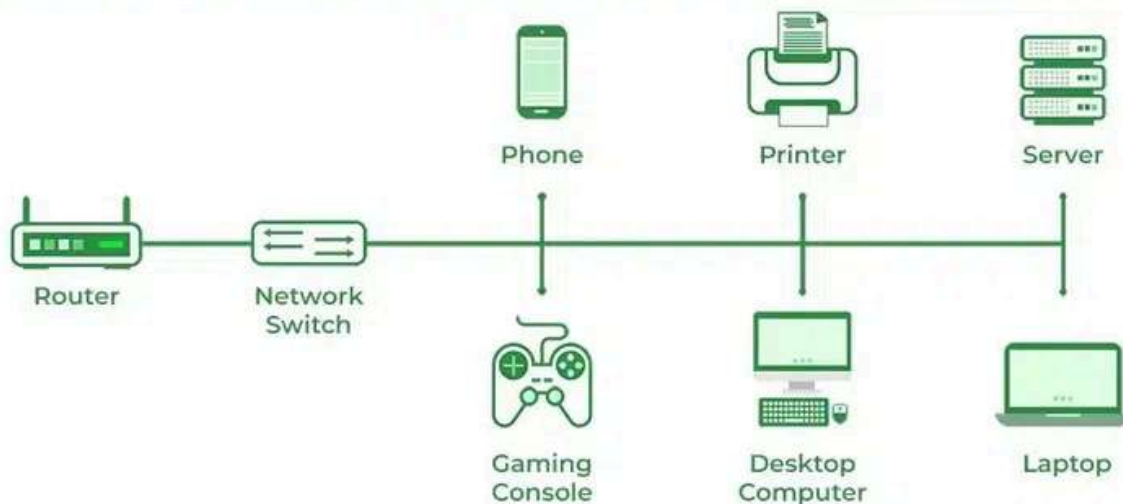 Phone
Printer
Server
Router
Network
Switch
Gaming
Console
Desktop
Computer
Laptop